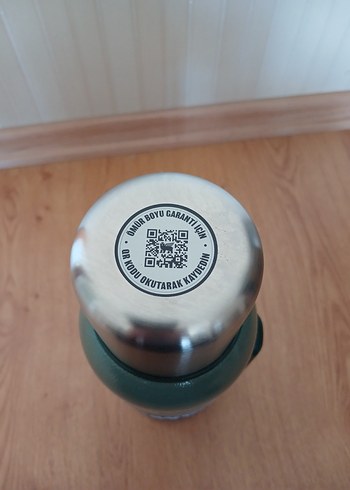 ÖMÜR BOYU GARANTİ İÇİN
QR KODU OKUTARAK KAYDEDİN